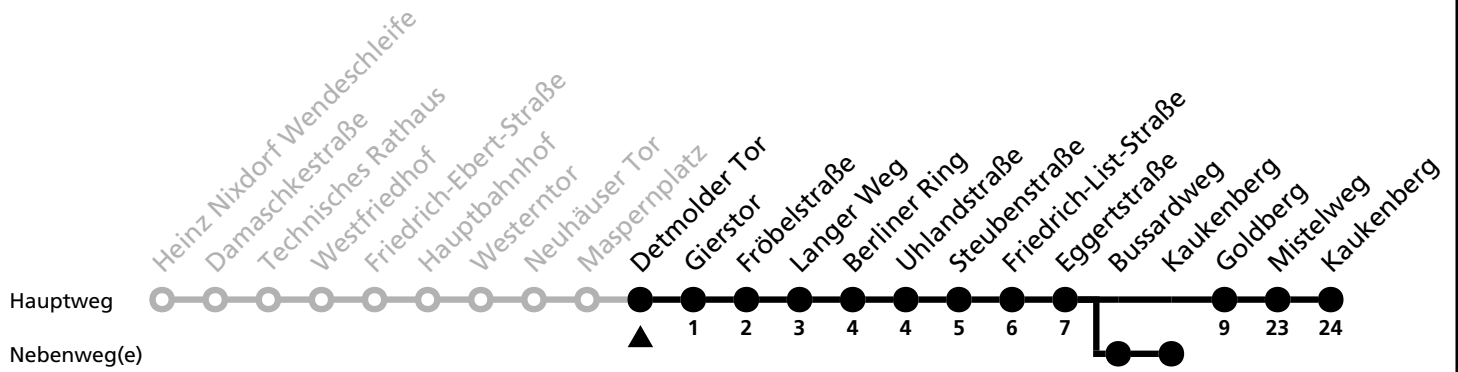 Heinz Nixdorf Wendeschleife
Damaschkestraße
Technisches Rathaus
Westfriedhof
Friedrich-Ebert-Straße
Hauptbahnhof
Westerntor
Neuhäuser Tor
Maspernplatz
Detmolder Tor
Gierstor
Fröbelstraße
Langer Weg
Berliner Ring
Uhlandstraße
Steubenstraße
Friedrich-List-Straße
Eggertstraße
Bussardweg
Kaukenberg
Goldberg
Mistelweg
Kaukenberg
Hauptweg
1 2 3 4 4 5 6 7 9 23 24
Nebenweg(e)